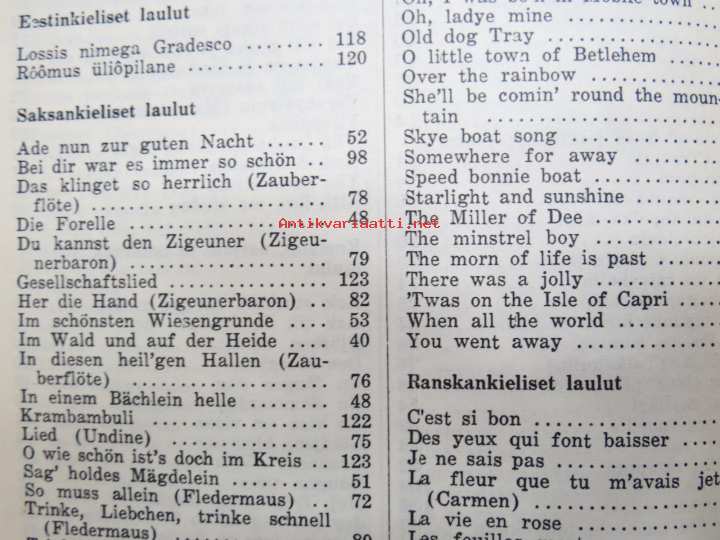 Eestinkieliset laulut
Lossis nimega Gradesco ........ 118
Rôômus üliôpilane .............. 120
Saksankieliset laulut
Ade nun zur guten Nacht ...... 52
Bei dir war es immer so schön .. 98
Das klinget so herrlich (Zauber-
flöte) ........................ 78
Die Forelle .................... 48
Du kannst den Zigeuner (Zigeu-
nerbaron) .................... 79
Gesellschaftslied ................ 123
Her die Hand (Zigeunerbaron) .. 82
Im schönsten Wiesengrunde .... 53
Im Wald und auf der Heide .... 40
In diesen heil'gen Hallen (Zau-
berflöte) .................... 76
In einem Bächlein helle ........ 48
Krambambuli .................. 122
Lied (Undine) .................. 75
O wie schön ist's doch im Kreis .. 123
Sag' holdes Mägdelein .......... 51
So muss allein (Fledermaus) .. 72
Trinke, Liebchen, trinke schnell
(Fledermaus) ................
Oh, I was born in Mobile town ..
Oh, ladye mine ................
Old dog Tray ..................
O little town of Betlehem ......
Over the rainbow ..............
She'll be comin' round the moun-
tain ........................
Skye boat song ................
Somewhere for away ..........
Speed bonnie boat ..............
Starlight and sunshine ........
The Miller of Dee ..............
The minstrel boy ..............
The morn of life is past ........
There was a jolly ..............
'Twas on the Isle of Capri ....
When all the world ............
You went away ................
Ranskankieliset laulut
C'est si bon ....................
Des yeux qui font baisser ......
Je ne sais pas ..................
La fleur que tu m'avais jet
(Carmen) ....................
La vie en rose ..................
Antikvariaatti.net